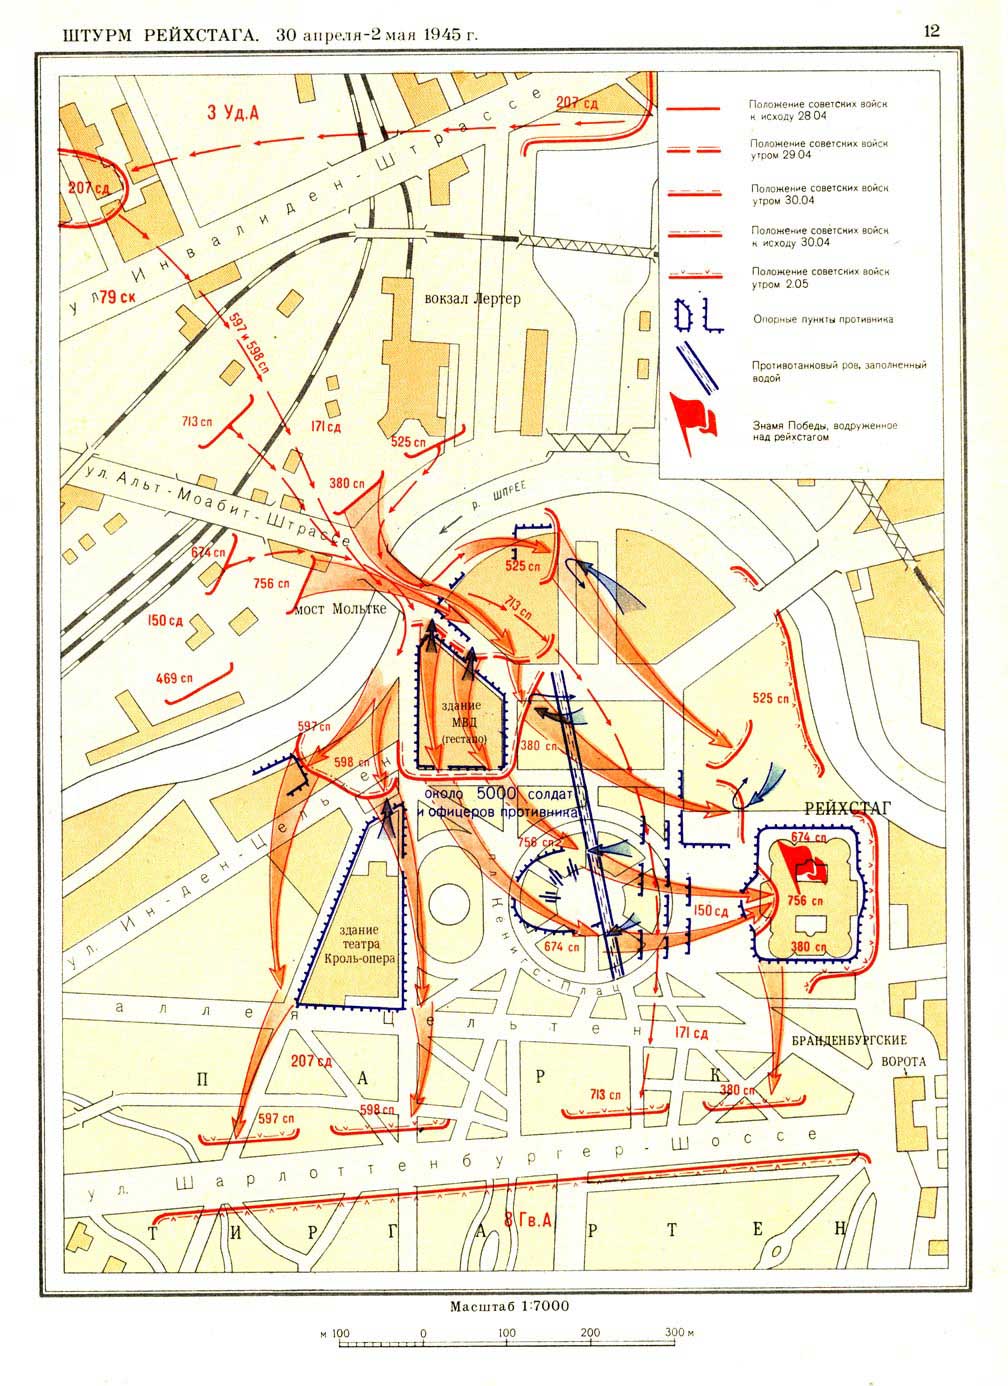 ШТУРМ РЕЙХСТАГА. 30 апреля-2 мая 1945 г.
12
3 Уд.А
207 сд
207 сд
ул. Инвалиден-Штрассе
79 ск
вокзал Лертер
597 и 598 сп
713 сп
171 сд
525 сп
380 сп
р. ШПРЕЕ
ул. Альт-Моабит-Штрассе
674 сп
756 сп
525 сп
713 сп
мост Мольтке
150 сд
469 сп
525 сп
597 сп
598 сп
здание
МВД
(гестапо)
380 сп
около 5000 солдат
и офицеров противника
РЕЙХСТАГ
674 сп
756 сп
380 сп
756 сп
674 сп
150 сд
ул. Ин-ден-Цельтен
пл. Кенигс-Плац
здание
театра
Кроль-опера
аллея Цельтен
171 сд
БРАНДЕНБУРГСКИЕ
ВОРОТА
207 сд
ПАРК
597 сп
598 сп
713 сп
380 сп
ул. Шарлоттенбургер-Шоссе
8 Гв.А
ТИРГАРТЕН
Положение советских войск
к исходу 28 04
Положение советских войск
утром 29 04
Положение советских войск
утром 30.04
Положение советских войск
к исходу 30.04
Положение советских войск
утром 2.05
Опорные пункты противника
Противотанковый ров, заполненный
водой
Знамя Победы, водруженное
над рейхстагом
Масштаб 1:7000
м 100 0 100 200 300 м